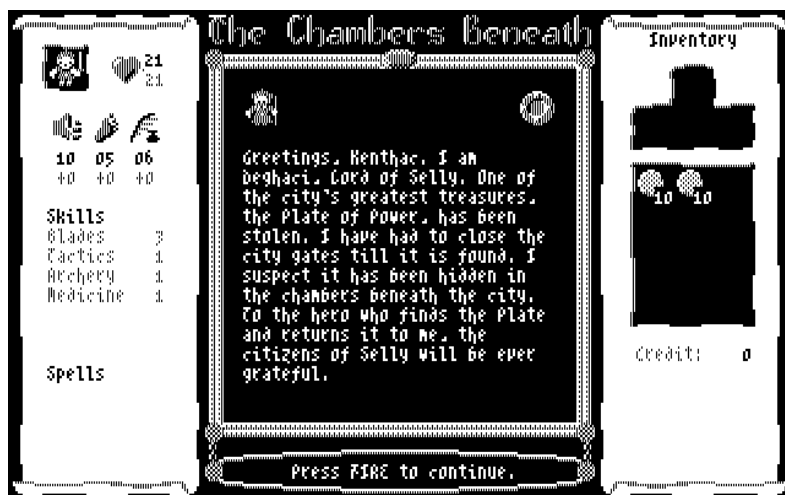 The Chambers Beneath
21
21
10 05 06
+0 +0 +0
Skills
Blades 3
Tactics 1
Archery 1
Medicine 1
Spells
Greetings, Kenthac. I am
beghaci, Lord of Selly. One of
the city's greatest treasures,
the Plate of Power, has been
stolen. I have had to close the
city gates till it is found. I
suspect it has been hidden in
the chambers beneath the city.
To the hero who finds the Plate
and returns it to me, the
citizens of Selly will be ever
grateful.
Press FIRE to continue.
Inventory
10 10
Credit: 0